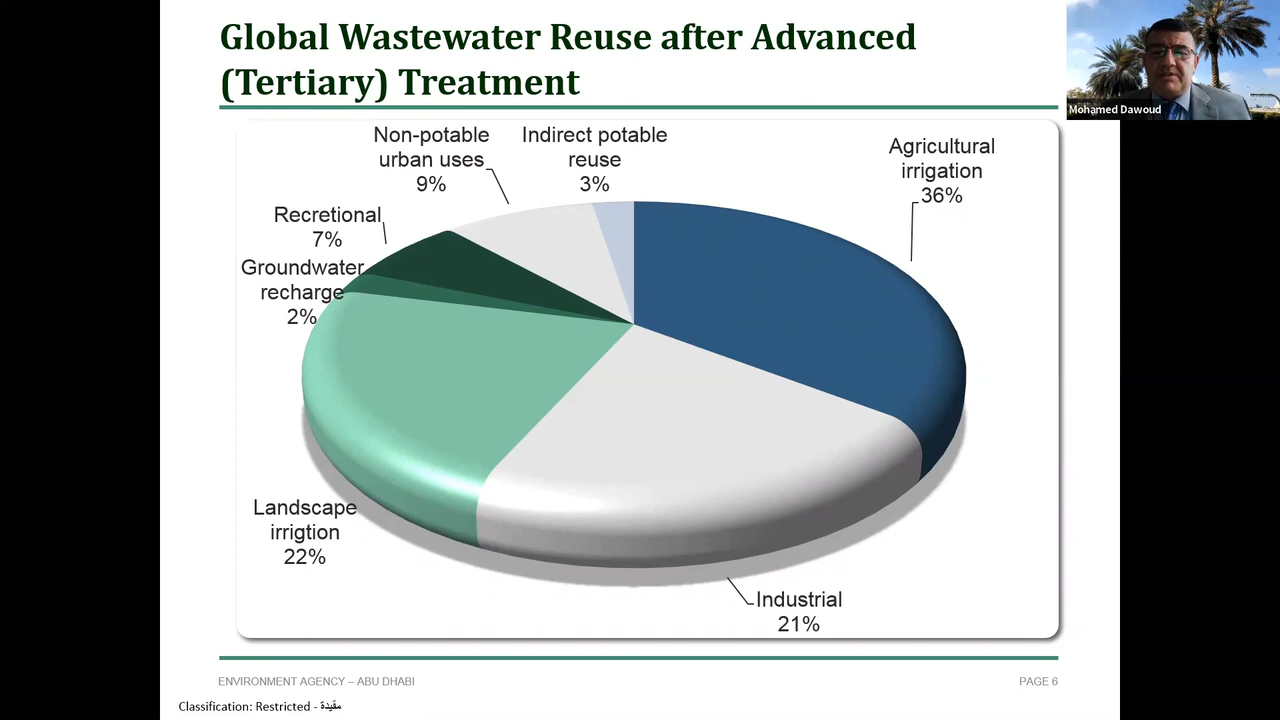 Global Wastewater Reuse after Advanced
(Tertiary) Treatment
Mohamed Dawoud
Non-potable
urban uses
9%
Indirect potable
reuse
3%
Agricultural
irrigation
36%
Recretional
7%
Groundwater
recharge
2%
Landscape
irrigtion
22%
Industrial
21%
ENVIRONMENT AGENCY – ABU DHABI
PAGE 6
Classification: Restricted - مقيدة